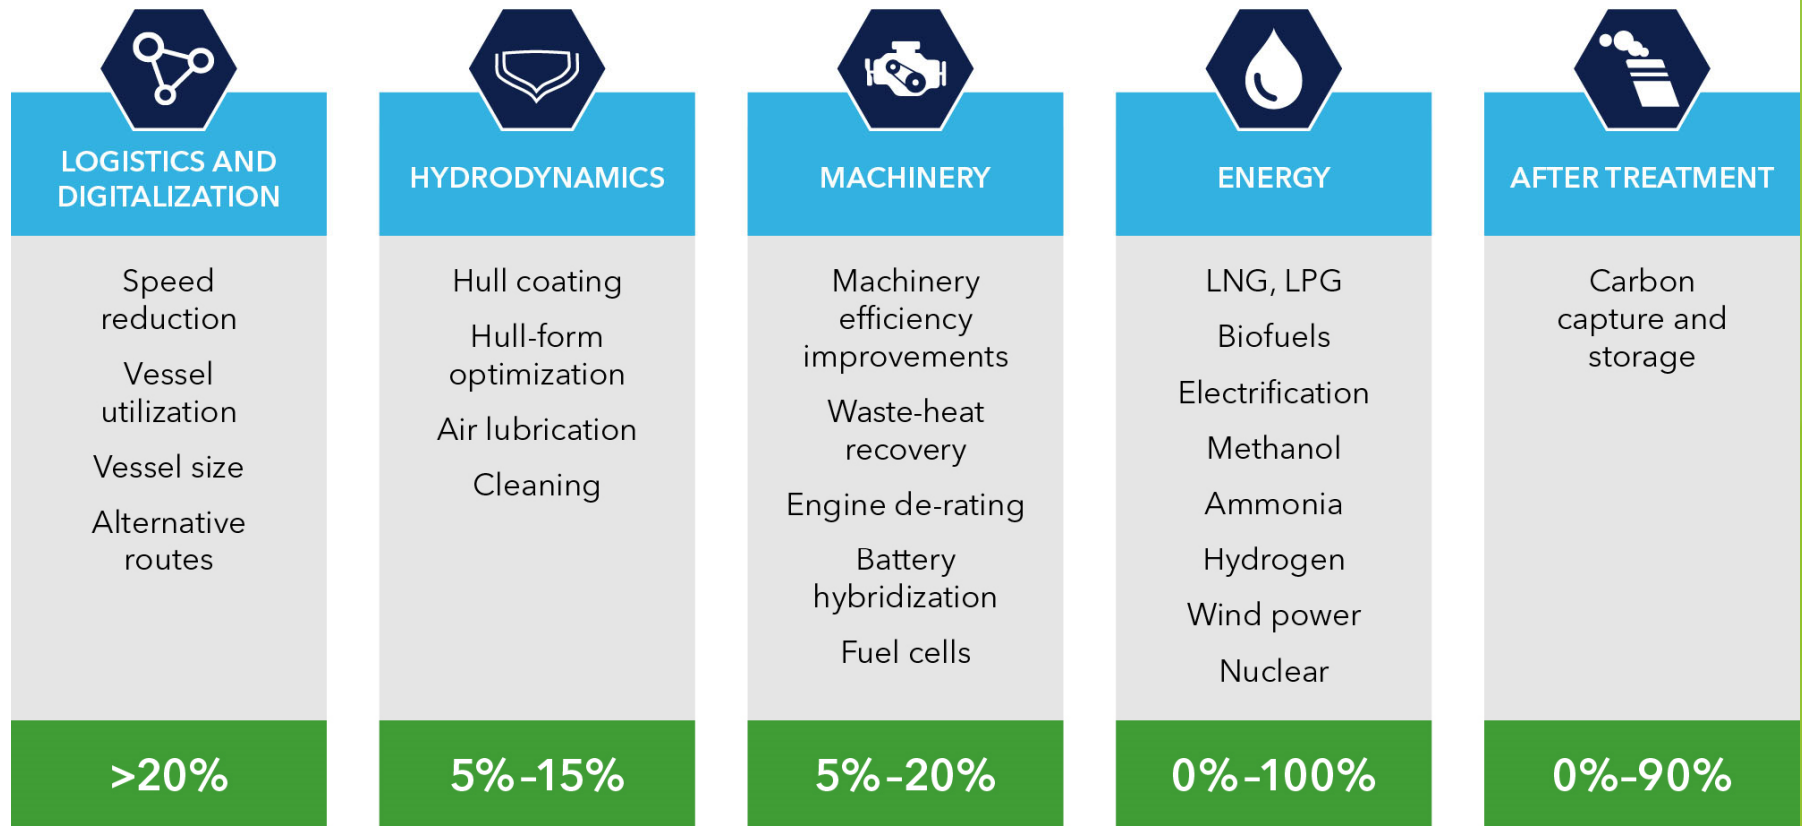 LOGISTICS AND
DIGITALIZATION
Speed
reduction
Vessel
utilization
Vessel size
Alternative
routes
>20%
HYDRODYNAMICS
Hull coating
Hull-form
optimization
Air lubrication
Cleaning
5%–15%
MACHINERY
Machinery
efficiency
improvements
Waste-heat
recovery
Engine de-rating
Battery
hybridization
Fuel cells
5%–20%
ENERGY
LNG, LPG
Biofuels
Electrification
Methanol
Ammonia
Hydrogen
Wind power
Nuclear
0%–100%
AFTER TREATMENT
Carbon
capture and
storage
0%–90%